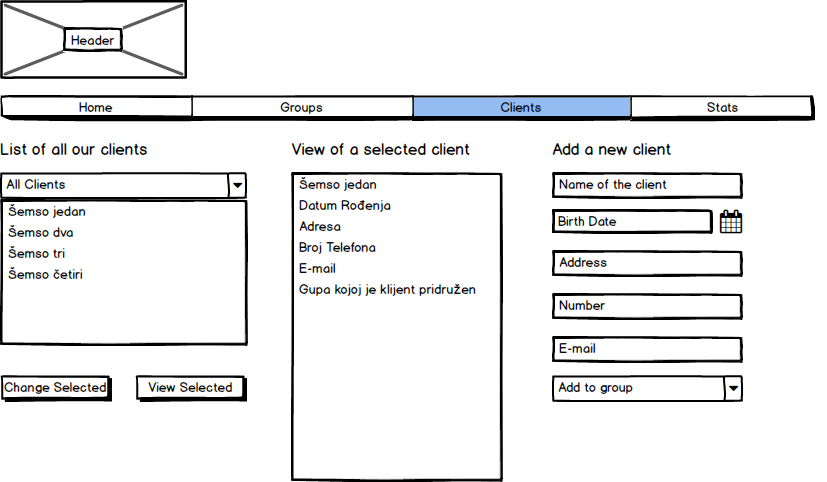 Header
Home
Groups
Clients
Stats
List of all our clients
All Clients
Šemso jedan
Šemso dva
Šemso tri
Šemso četiri
Change Selected
View Selected
View of a selected client
Šemso jedan
Datum Rođenja
Adresa
Broj Telefona
E-mail
Gupa kojoj je klijent pridružen
Add a new client
Name of the client
Birth Date
Address
Number
E-mail
Add to group